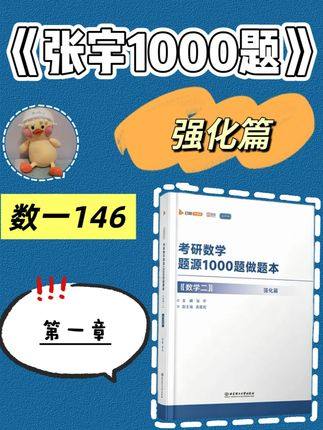 《张宇1000题》
强化篇
数一146
考研数学
题源1000题做题本
《数学二》
强化篇
!!!
第一章